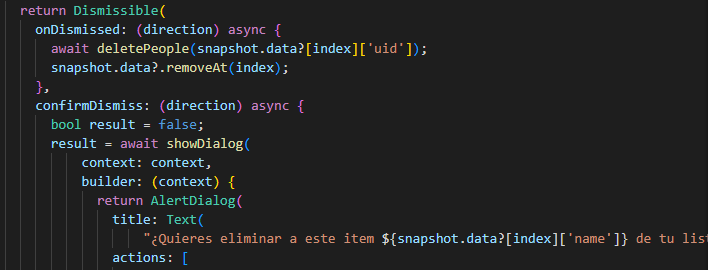 return Dismissible(
onDismissed: (direction) async {
await deletePeople(snapshot.data?[index]['uid']);
snapshot.data?.removeAt(index);
},
confirmDismiss: (direction) async {
bool result = false;
result = await showDialog(
context: context,
builder: (context) {
return AlertDialog(
title: Text(
"¿Quieres eliminar a este item ${snapshot.data?[index]['name']} de tu list
actions: [